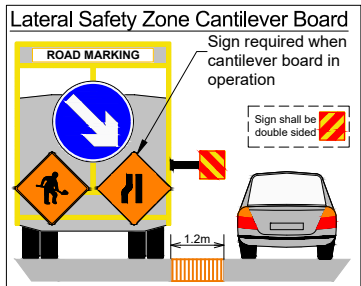 Lateral Safety Zone Cantilever Board
ROAD MARKING
Sign required when
cantilever board in
operation
Sign shall be
double sided
1.2m